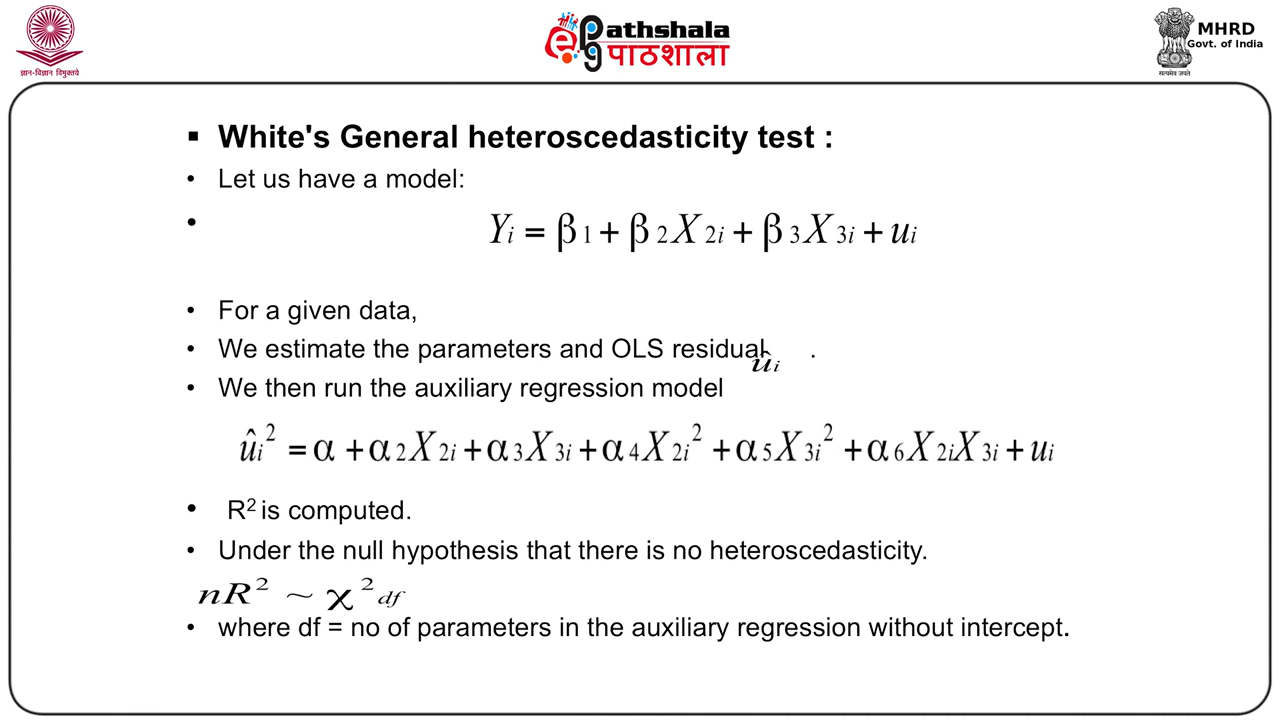 ज्ञान-विज्ञान विमुक्तये
epg Pathshala
पाठशाला
MHRD
Govt. of India
सत्यमेव जयते
▪ White's General heteroscedasticity test :
• Let us have a model:
• Yᵢ = β₁ + β₂X₂ᵢ + β₃X₃ᵢ + uᵢ
• For a given data,
• We estimate the parameters and OLS residual ûᵢ .
• We then run the auxiliary regression model
ûᵢ² = α + α₂X₂ᵢ + α₃X₃ᵢ + α₄X₂ᵢ² + α₅X₃ᵢ² + α₆X₂ᵢX₃ᵢ + uᵢ
• R² is computed.
• Under the null hypothesis that there is no heteroscedasticity.
nR² ~ χ²df
• where df = no of parameters in the auxiliary regression without intercept.